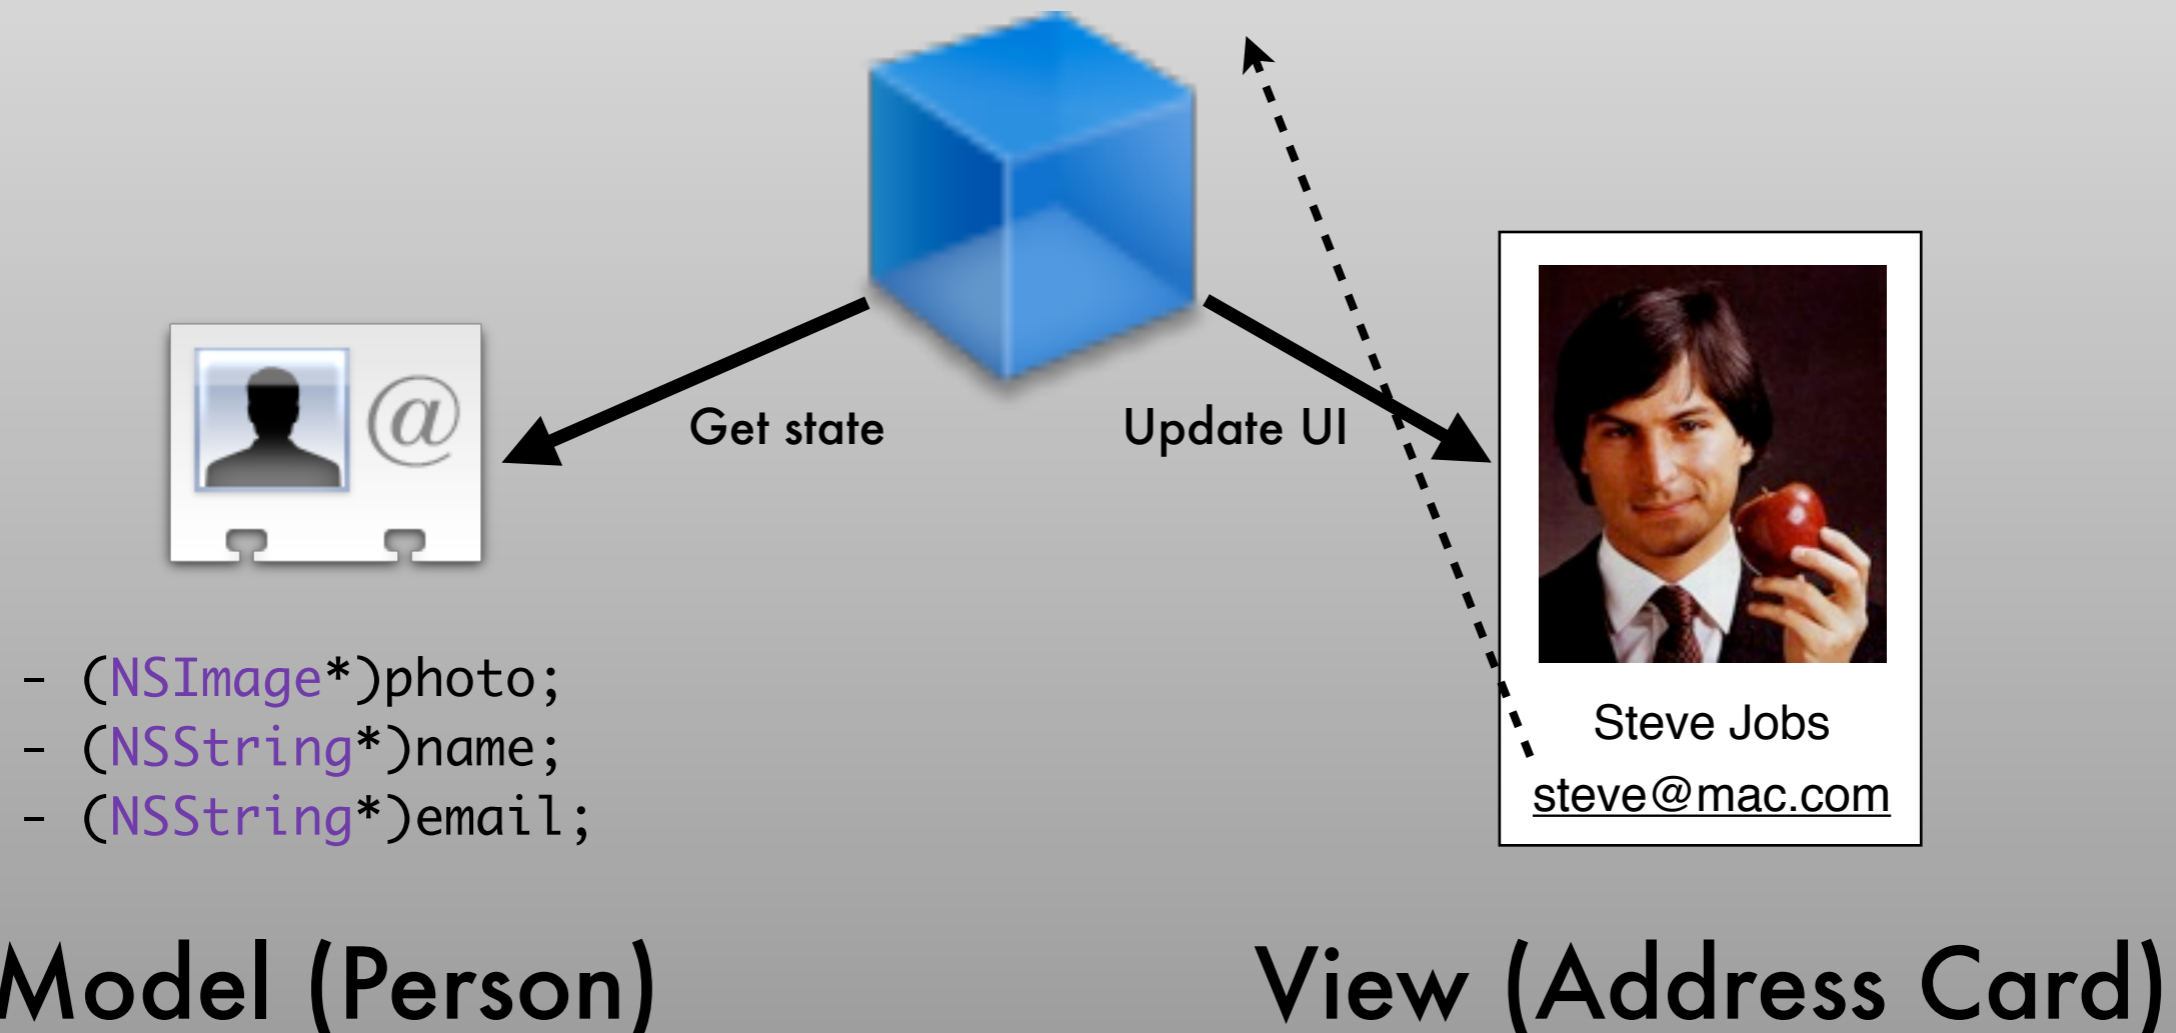 @
Get state
Update UI
- (NSImage*)photo;
- (NSString*)name;
- (NSString*)email;
Steve Jobs
steve@mac.com
Model (Person)
View (Address Card)